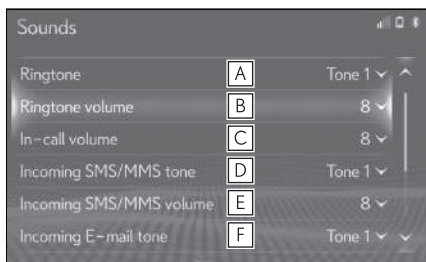 Sounds
Ringtone A Tone 1
Ringtone volume B 8
In-call volume C 8
Incoming SMS/MMS tone D Tone 1
Incoming SMS/MMS volume E 8
Incoming E-mail tone F Tone 1